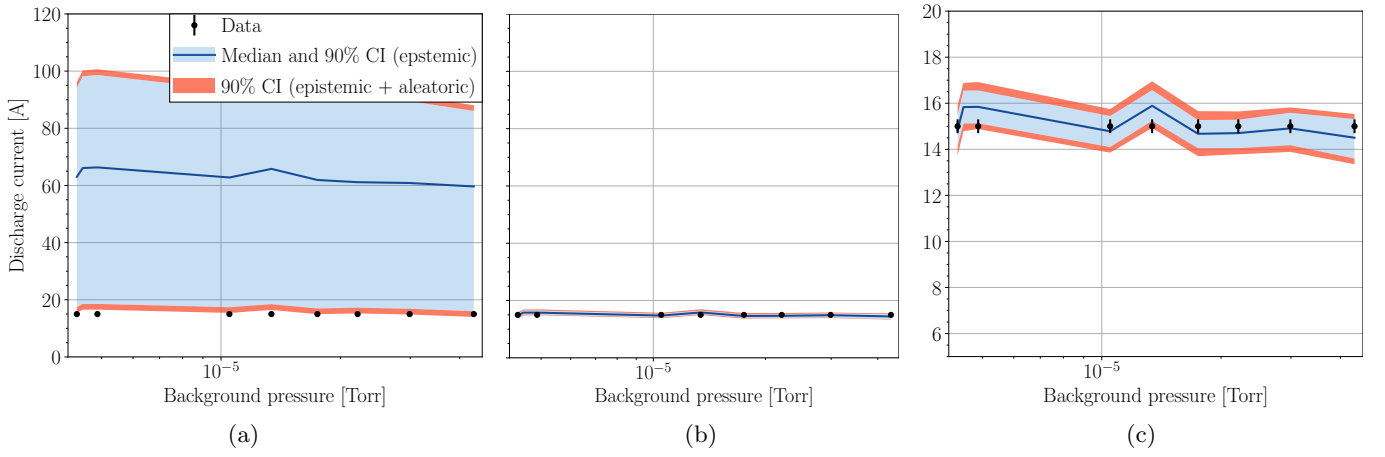 120
100
80
60
40
20
0
Discharge current [A]
Data
Median and 90% CI (epstemic)
90% CI (epistemic + aleatoric)
10⁻⁵
Background pressure [Torr]
(a)
10⁻⁵
Background pressure [Torr]
(b)
20
18
16
14
12
10
8
6
10⁻⁵
Background pressure [Torr]
(c)